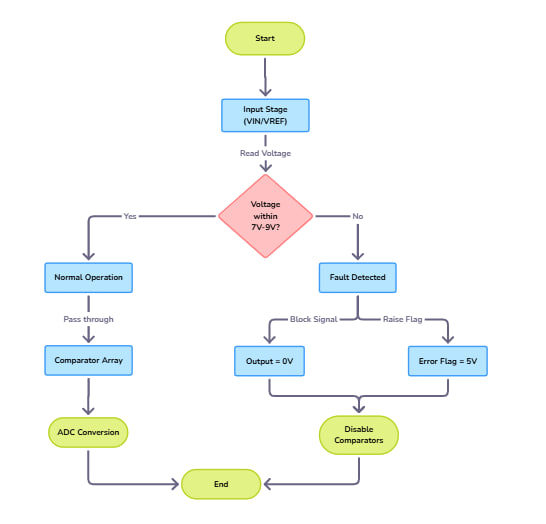 Start
Input Stage
(VIN/VREF)
Read Voltage
Voltage
within
7V-9V?
Yes
No
Normal Operation
Fault Detected
Pass through
Block Signal
Raise Flag
Comparator Array
Output = 0V
Error Flag = 5V
ADC Conversion
Disable
Comparators
End